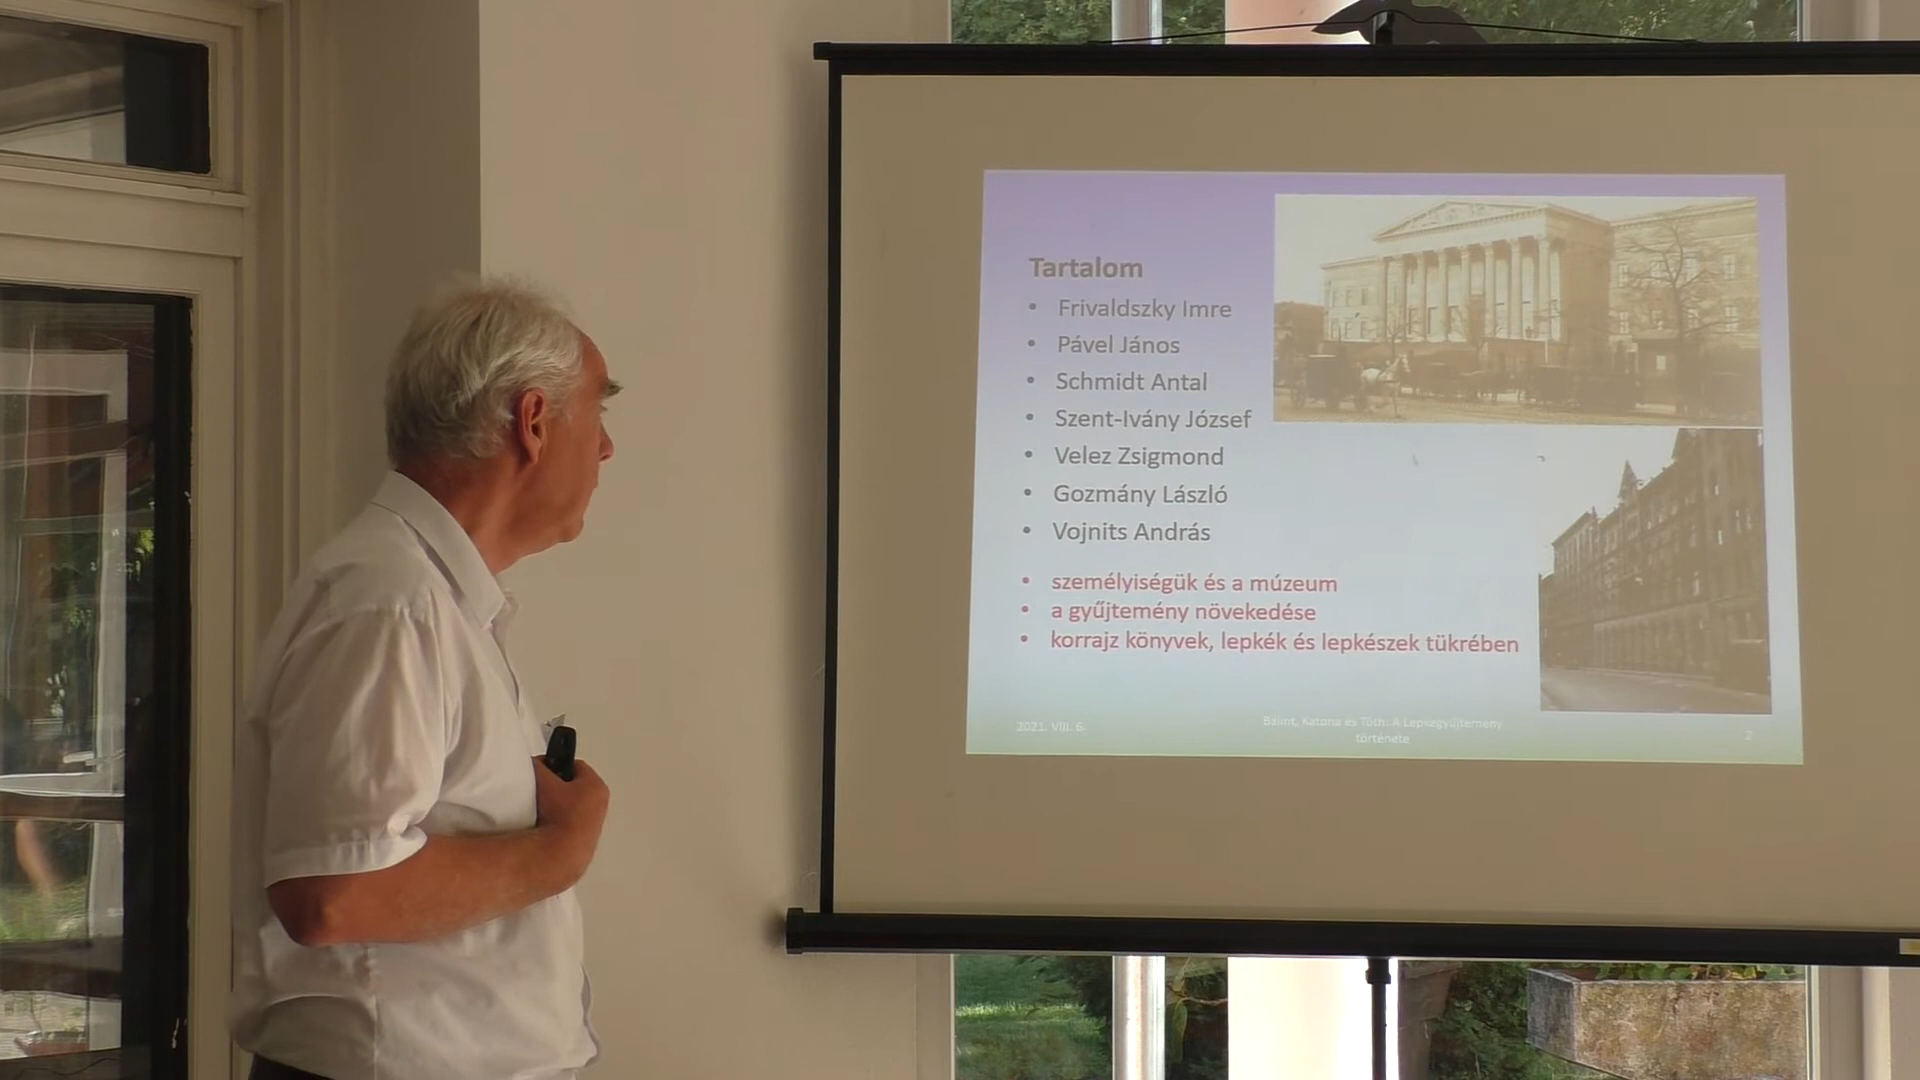 Tartalom
• Frivaldszky Imre
• Pável János
• Schmidt Antal
• Szent-Ivány József
• Velez Zsigmond
• Gozmány László
• Vojnits András
• személyiségük és a múzeum
• a gyűjtemény növekedése
• korrajz könyvek, lepkék és lepkészek tükrében
2021. VIII. 6.
Bálint, Katona és Tóth: A Lepkegyűjtemény
története
2